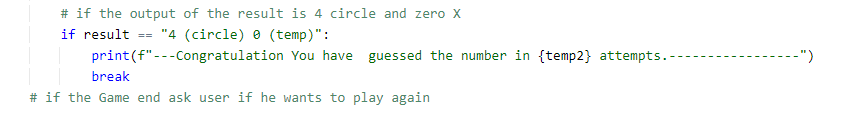 # if the output of the result is 4 circle and zero X
if result == "4 (circle) 0 (temp)":
print(f"---Congratulation You have  guessed the number in {temp2} attempts.-----------------")
break
# if the Game end ask user if he wants to play again